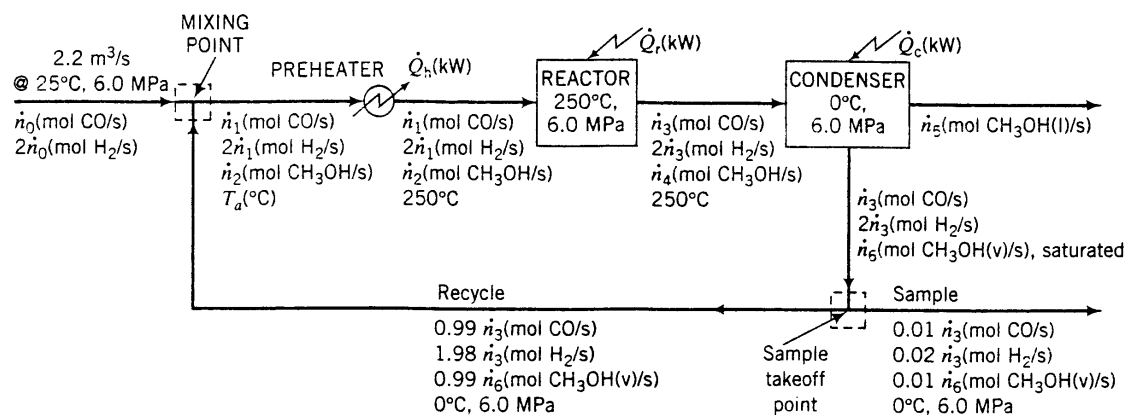 MIXING
POINT
2.2 m³/s
@ 25°C, 6.0 MPa
ṅ₀(mol CO/s)
2ṅ₀(mol H₂/s)
PREHEATER
Q̇ₕ(kW)
ṅ₁(mol CO/s)
2ṅ₁(mol H₂/s)
ṅ₂(mol CH₃OH/s)
Tₐ(°C)
ṅ₁(mol CO/s)
2ṅ₁(mol H₂/s)
ṅ₂(mol CH₃OH/s)
250°C
Q̇ᵣ(kW)
REACTOR
250°C,
6.0 MPa
ṅ₃(mol CO/s)
2ṅ₃(mol H₂/s)
ṅ₄(mol CH₃OH/s)
250°C
Q̇c(kW)
CONDENSER
0°C,
6.0 MPa
ṅ₅(mol CH₃OH(l)/s)
ṅ₃(mol CO/s)
2ṅ₃(mol H₂/s)
ṅ₆(mol CH₃OH(v)/s), saturated
Recycle
0.99 ṅ₃(mol CO/s)
1.98 ṅ₃(mol H₂/s)
0.99 ṅ₆(mol CH₃OH(v)/s)
0°C, 6.0 MPa
Sample
takeoff
point
Sample
0.01 ṅ₃(mol CO/s)
0.02 ṅ₃(mol H₂/s)
0.01 ṅ₆(mol CH₃OH(v)/s)
0°C, 6.0 MPa